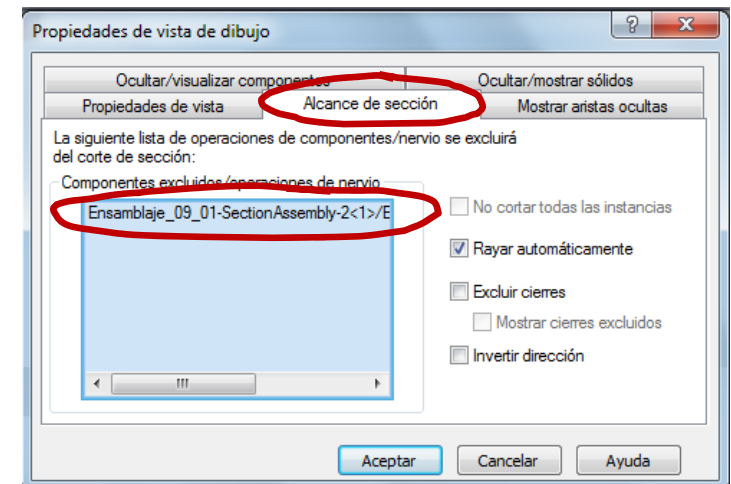 Propiedades de vista de dibujo
Ocultar/visualizar componentes
Ocultar/mostrar sólidos
Propiedades de vista
Alcance de sección
Mostrar aristas ocultas
La siguiente lista de operaciones de componentes/nervio se excluirá
del corte de sección:
Componentes excluidos/operaciones de nervio
Ensamblaje_09_01-SectionAssembly-2<1>/E
No cortar todas las instancias
Rayar automáticamente
Excluir cierres
Mostrar cierres excluidos
Invertir dirección
Aceptar
Cancelar
Ayuda